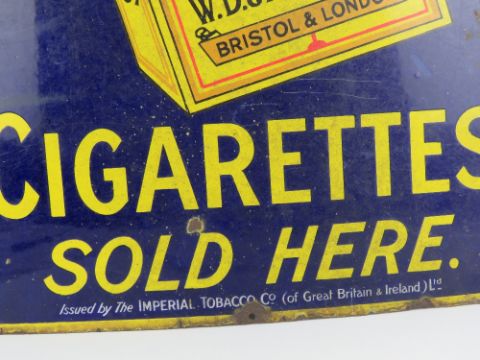 BRISTOL & LONDON
CIGARETTES
SOLD HERE.
Issued by The IMPERIAL TOBACCO Co (of Great Britain & Ireland) Ltd